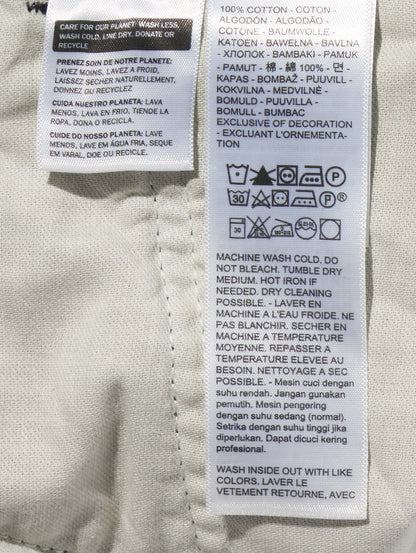 CARE FOR OUR PLANET: WASH LESS,
WASH COLD, LINE DRY, DONATE OR
RECYCLE
PRENEZ SOIN DE NOTRE PLANETE:
LAVEZ MOINS, LAVEZ A FROID,
LAISSEZ SECHER NATURELLEMENT,
DONNEZ OU RECYCLEZ
CUIDA NUESTRO PLANETA: LAVA
MENOS, LAVA EN FRIO, TIENDE LA
ROPA, DONA O RECICLA.
CUIDE DO NOSSO PLANETA: LAVE
MENOS, LAVE EM ÁGUA FRIA, SEQUE
EM VARAL, DOE OU RECICLE.
100% COTTON - COTON -
ALGODÓN - ALGODÃO -
COTONE - BAUMWOLLE -
ХЛОПОК - BAWEŁNA - BAVLNA
- KATOEN - BOMULD - PAMUK
- PAMUT - 棉 - 綿 - 100% - 면
KAPAS - ΒΑΜΒΑΚΙ - PUUVILL -
KOKVILNA - MEDVILNĖ -
BOMULD - PUUVILLA -
BOMULL - BUMBAC
EXCLUSIVE OF DECORATION
- EXCLUANT L'ORNEMENTA-
TION
P
30 P ®
30
MACHINE WASH COLD. DO
NOT BLEACH. TUMBLE DRY
MEDIUM. HOT IRON IF
NEEDED. DRY CLEANING
POSSIBLE. - LAVER EN
MACHINE A L'EAU FROIDE. NE
PAS BLANCHIR. SECHER EN
MACHINE A TEMPERATURE
MOYENNE. REPASSER A
TEMPERATURE ELEVEE AU
BESOIN. NETTOYAGE A SEC
POSSIBLE. - Mesin cuci dengan
suhu rendah. Jangan gunakan
pemutih. Mesin pengering
dengan suhu sedang (normal).
Setrika dengan suhu tinggi jika
diperlukan. Dapat dicuci kering
profesional.
WASH INSIDE OUT WITH LIKE
COLORS. LAVER LE
VETEMENT RETOURNE, AVEC